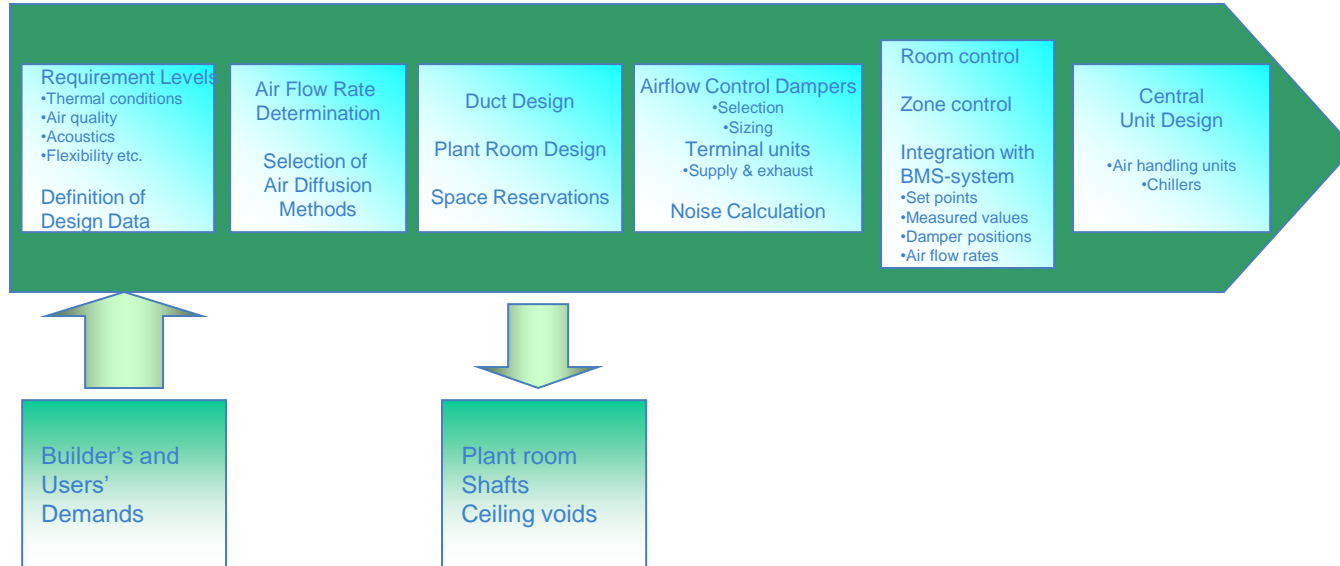 Requirement Levels
•Thermal conditions
•Air quality
•Acoustics
•Flexibility etc.
Definition of
Design Data
Air Flow Rate
Determination
Selection of
Air Diffusion
Methods
Duct Design
Plant Room Design
Space Reservations
Airflow Control Dampers
•Selection
•Sizing
Terminal units
•Supply & exhaust
Noise Calculation
Room control
Zone control
Integration with
BMS-system
•Set points
•Measured values
•Damper positions
•Air flow rates
Central
Unit Design
•Air handling units
•Chillers
Builder’s and
Users’
Demands
Plant room
Shafts
Ceiling voids